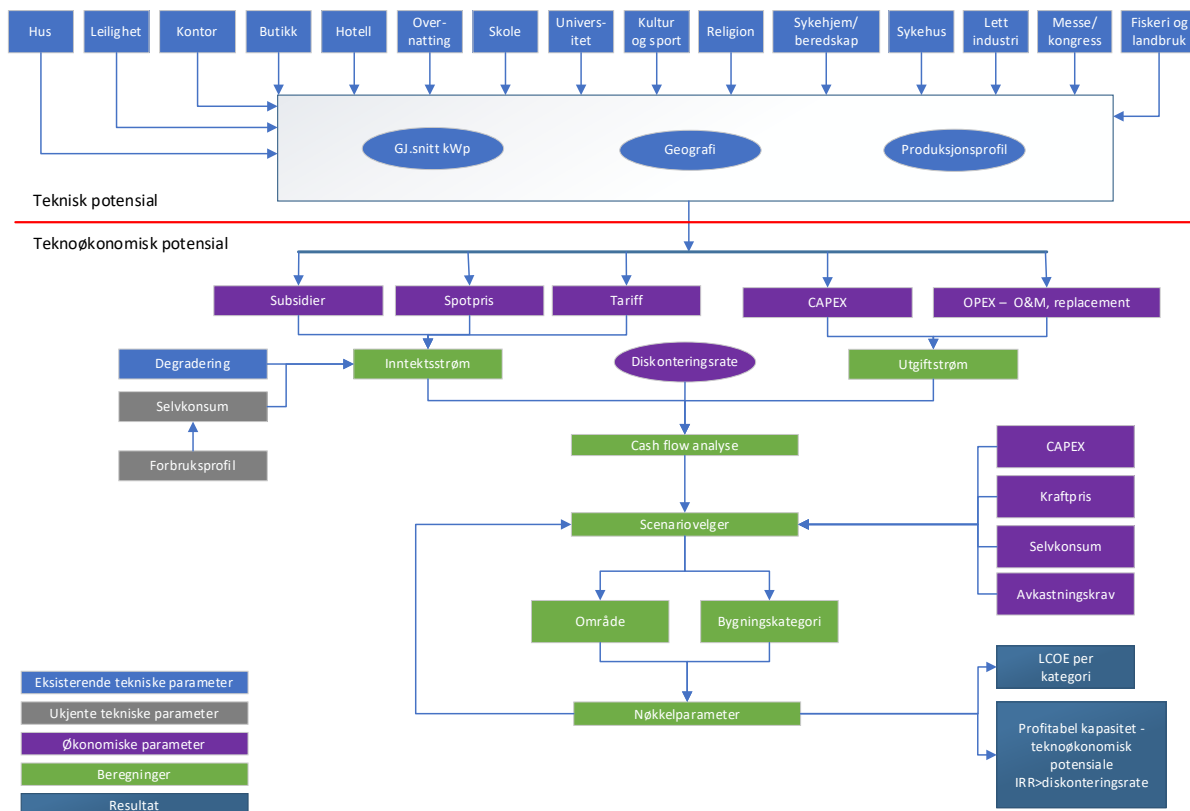 Hus
Leilighet
Kontor
Butikk
Hotell
Over-
natting
Skole
Univers-
itet
Kultur
og sport
Religion
Sykehjem/
beredskap
Sykehus
Lett
industri
Messe/
kongress
Fiskeri og
landbruk
GJ.snitt kWp
Geografi
Produksjonsprofil
Teknisk potensial
Teknoøkonomisk potensial
Subsidier
Spotpris
Tariff
CAPEX
OPEX – O&M, replacement
Degradering
Inntektsstrøm
Diskonteringsrate
Utgiftstrøm
Selvkonsum
Forbruksprofil
Cash flow analyse
CAPEX
Kraftpris
Scenariovelger
Selvkonsum
Avkastningskrav
Område
Bygningskategori
LCOE per
kategori
Nøkkelparameter
Profitabel kapasitet -
teknoøkonomisk
potensiale
IRR>diskonteringsrate
Eksisterende tekniske parameter
Ukjente tekniske parameter
Økonomiske parameter
Beregninger
Resultat